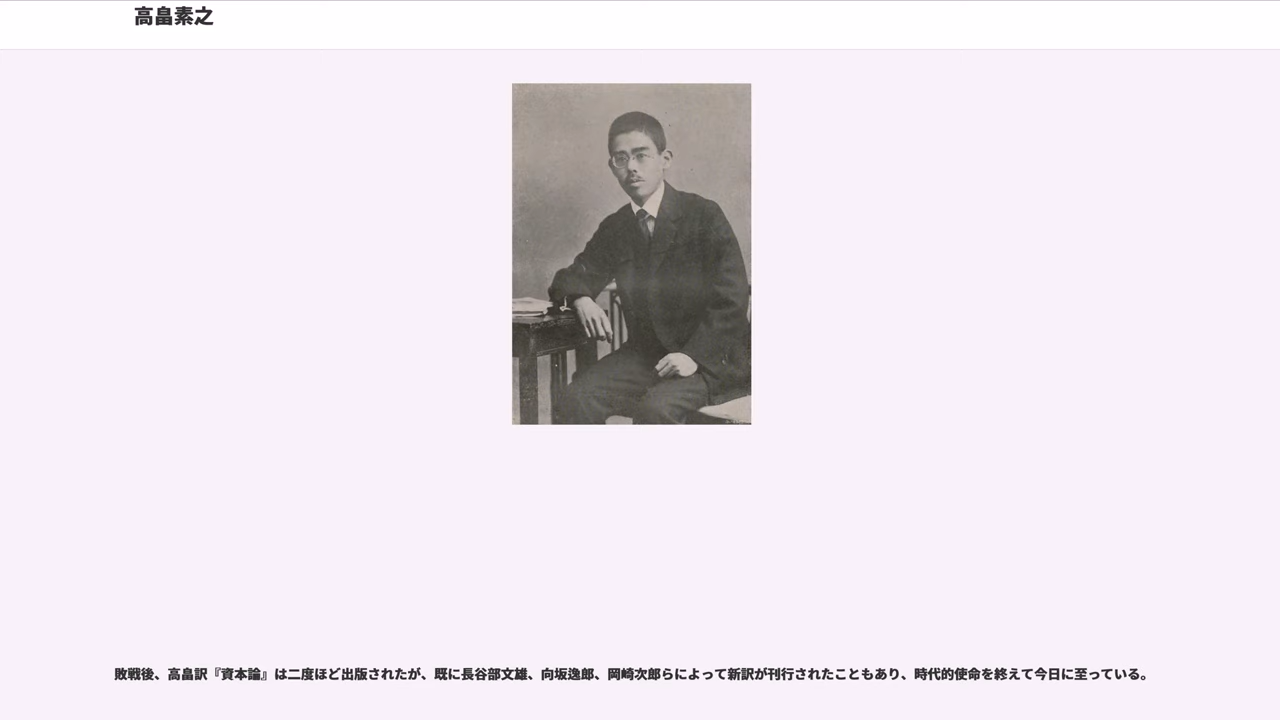 高畠素之
敗戦後、高畠訳『資本論』は二度ほど出版されたが、既に長谷部文雄、向坂逸郎、岡崎次郎らによって新訳が刊行されたこともあり、時代的使命を終えて今日に至っている。